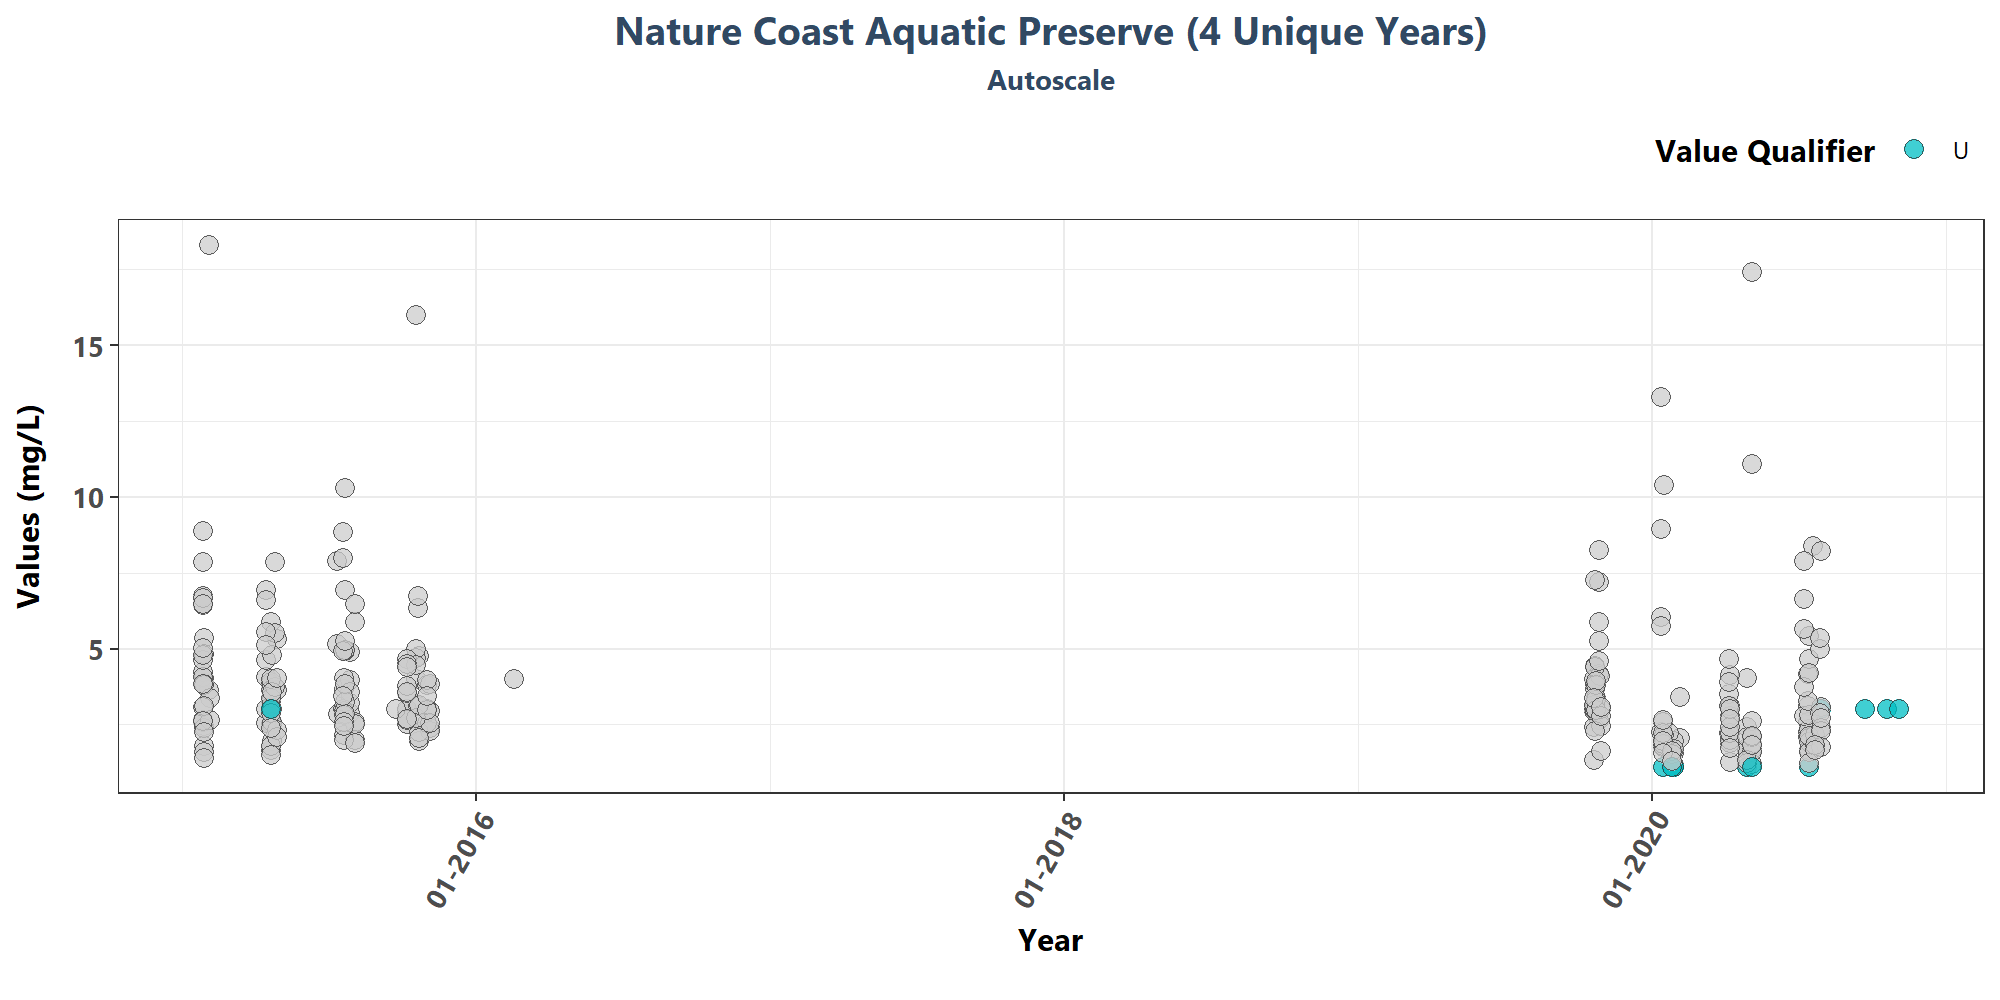 Nature Coast Aquatic Preserve (4 Unique Years)
Autoscale
Value Qualifier U
15
10
5
Values (mg/L)
01-2016
01-2018
01-2020
Year